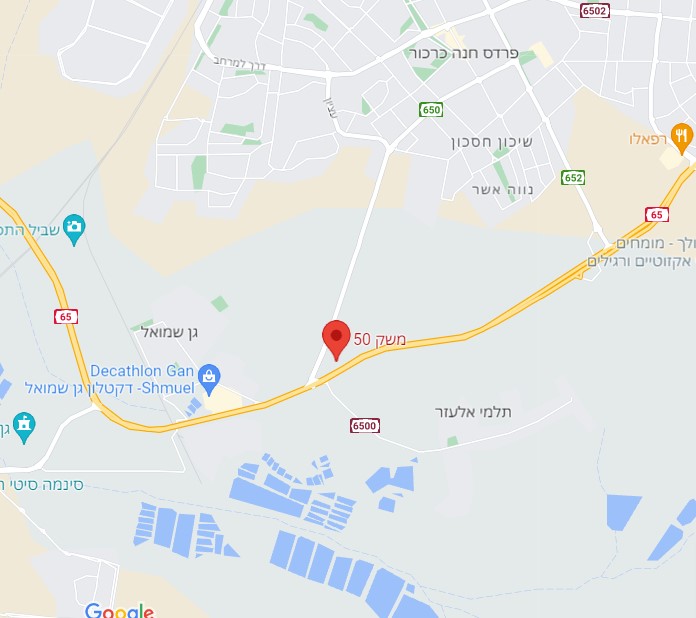 6502
פרדס חנה כרכור
דרך למרחב
עציון
650
שיכון חסכון
רפאלו
652
נווה אשר
65
שביל התפ
ולך - מומחים
אקזוטיים ורגילים
65
גן שמואל
משק 50
Decathlon Gan
Shmuel- דקטלון גן שמואל
תלמי אלעזר
6500
גן
סינמה סיטי ח
Google